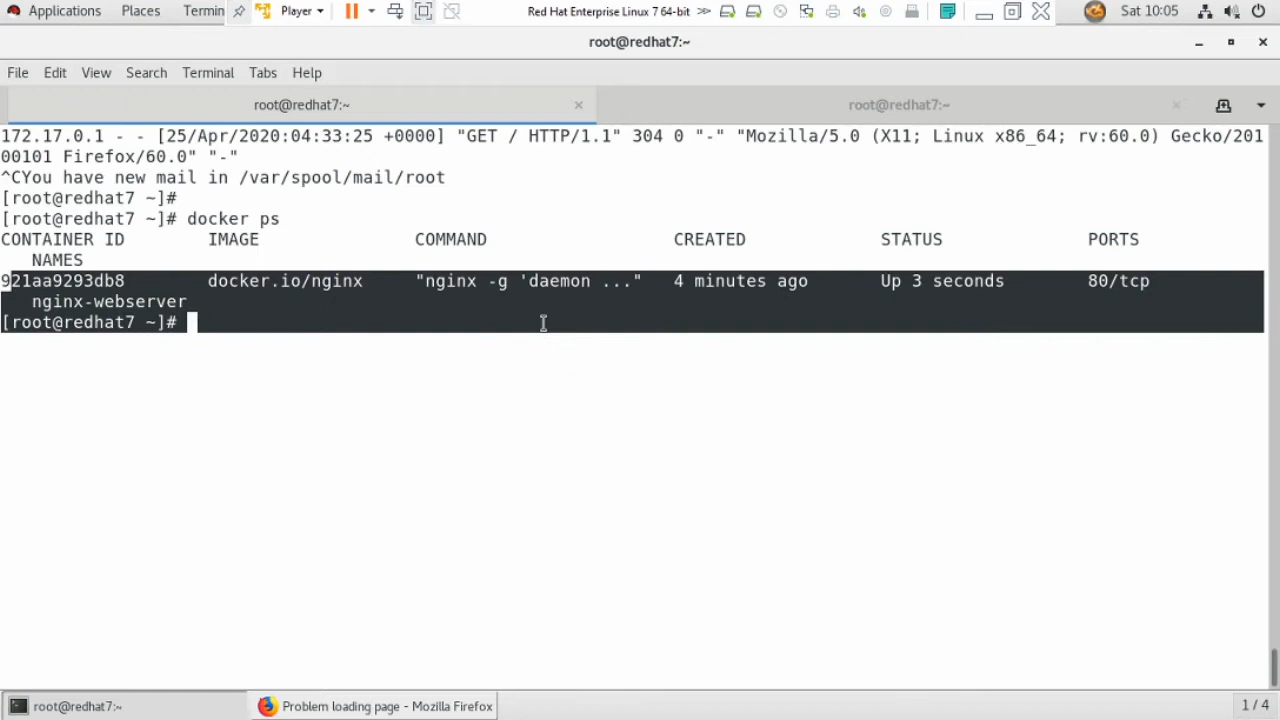 Applications Places Termin Player Red Hat Enterprise Linux 7 64-bit Sat 10:05
root@redhat7:~
File Edit View Search Terminal Tabs Help
root@redhat7:~ root@redhat7:~
172.17.0.1 - - [25/Apr/2020:04:33:25 +0000] "GET / HTTP/1.1" 304 0 "-" "Mozilla/5.0 (X11; Linux x86_64; rv:60.0) Gecko/201
00101 Firefox/60.0" "-"
^CYou have new mail in /var/spool/mail/root
[root@redhat7 ~]#
[root@redhat7 ~]# docker ps
CONTAINER ID IMAGE COMMAND CREATED STATUS PORTS
NAMES
921aa9293db8 docker.io/nginx "nginx -g 'daemon ..." 4 minutes ago Up 3 seconds 80/tcp
nginx-webserver
[root@redhat7 ~]#
root@redhat7:~ Problem loading page - Mozilla Firefox 1 / 4